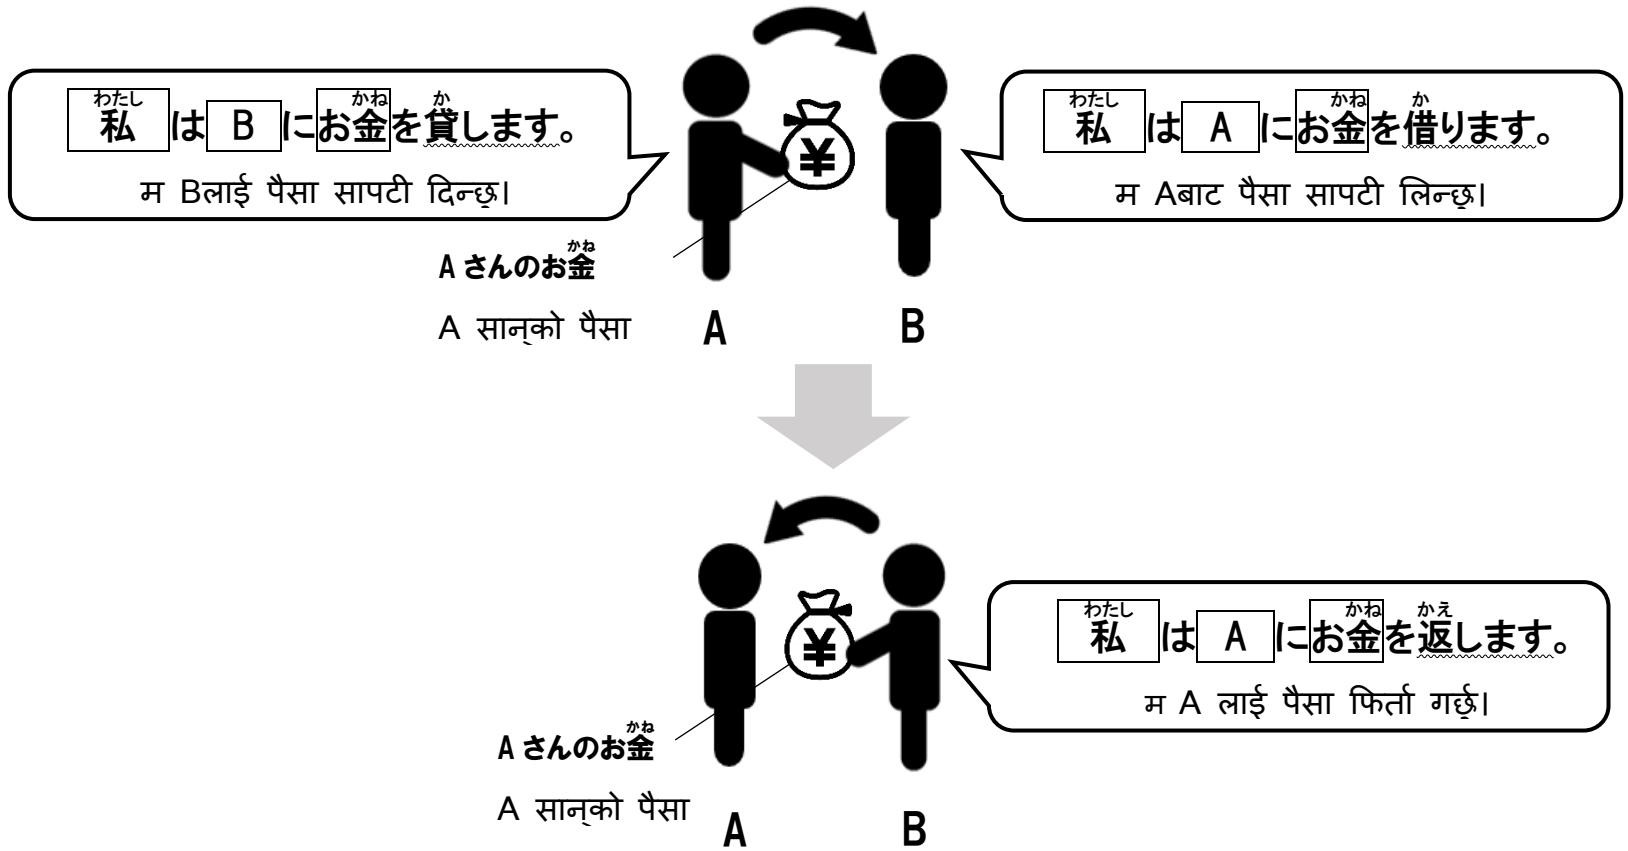 わたし かね か
私 は B にお金を貸します。
म Bलाई पैसा सापटी दिन्छु।
わたし かね か
私 は A にお金を借ります。
म Aबाट पैसा सापटी लिन्छु।
¥
かね
Aさんのお金
A सान्को पैसा
A
B
わたし かね かえ
私 は A にお金を返します。
म A लाई पैसा फिर्ता गर्छु।
¥
かね
Aさんのお金
A सान्को पैसा
A
B